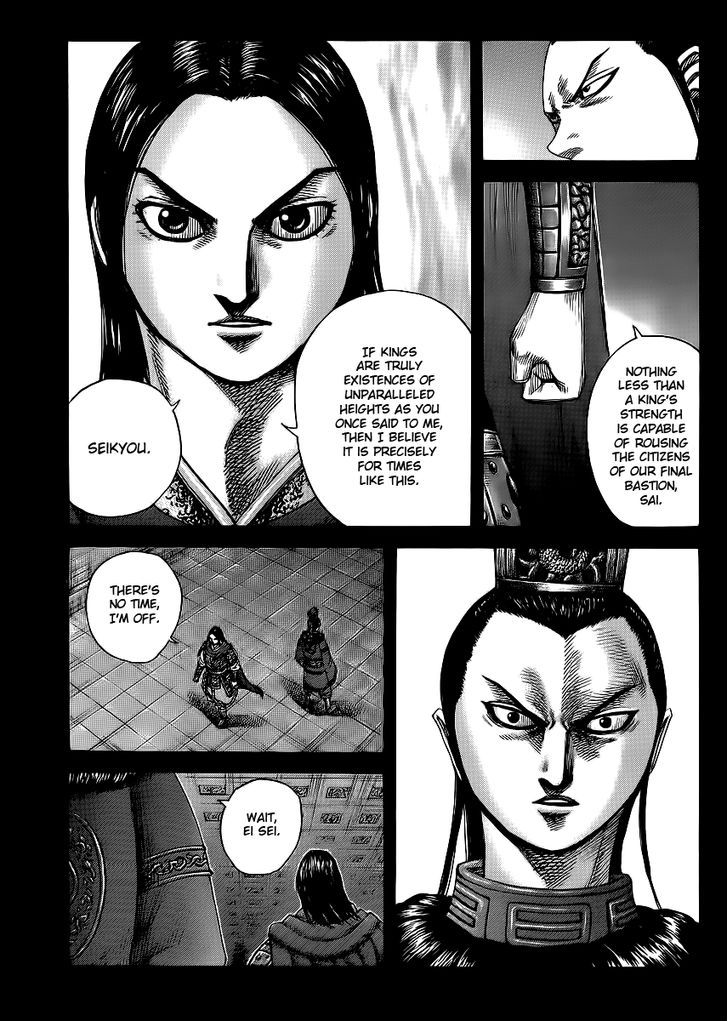 NOTHING
LESS THAN
A KING'S
STRENGTH
IS CAPABLE
OF ROUSING
THE CITIZENS
OF OUR FINAL
BASTION,
SAI.
IF KINGS
ARE TRULY
EXISTENCES OF
UNPARALLELED
HEIGHTS AS YOU
ONCE SAID TO ME,
THEN I BELIEVE
IT IS PRECISELY
FOR TIMES
LIKE THIS.
SEIKYOU.
THERE'S
NO TIME,
I'M OFF.
WAIT,
EI SEI.